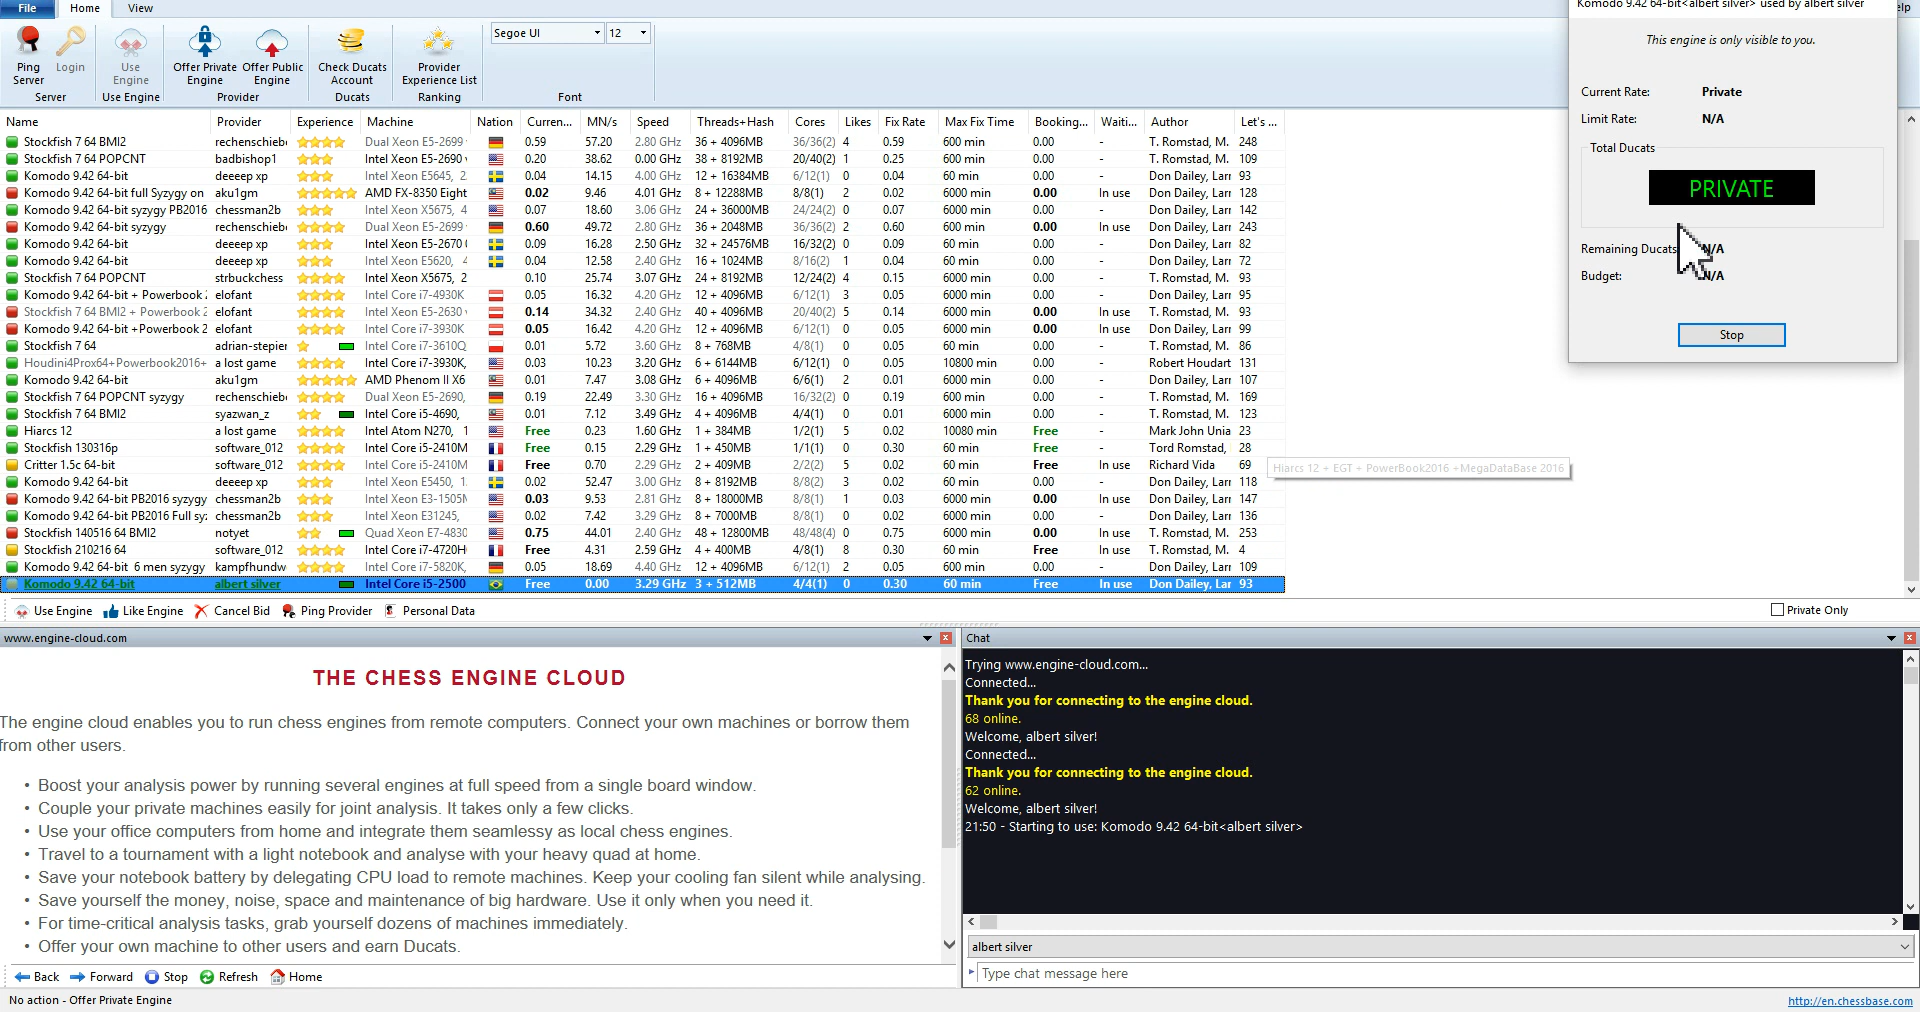 File Home View
Komodo 9.42 64-bit<albert silver> used by albert silver
Ping Server
Login
Server
Use Engine
Use Engine
Offer Private Engine
Offer Public Engine
Provider
Check Ducats Account
Ducats
Provider Experience List
Ranking
Segoe UI 12
Font
This engine is only visible to you.
Current Rate: Private
Limit Rate: N/A
Total Ducats
PRIVATE
Remaining Ducats N/A
Budget: N/A
Stop
Name Provider Experience Machine Nation Curren... MN/s Speed Threads+Hash Cores Likes Fix Rate Max Fix Time Booking... Waiti... Author Let's ...
Stockfish 7 64 BMI2 rechenschieb Dual Xeon E5-2699 0.59 57.20 2.80 GHz 36 + 4096MB 36/36(2) 4 0.59 600 min 0.00 - T. Romstad, M. 248
Stockfish 7 64 POPCNT badbishop1 Intel Xeon E5-2690 0.20 38.62 0.00 GHz 38 + 8192MB 20/40(2) 1 0.25 600 min 0.00 - T. Romstad, M. 109
Komodo 9.42 64-bit deeeep xp Intel Xeon E5645, 2 0.04 14.15 4.00 GHz 12 + 16384MB 6/12(1) 0 0.04 60 min 0.00 - Don Dailey, Larr 93
Komodo 9.42 64-bit full Syzygy on aku1gm AMD FX-8350 Eight 0.02 9.46 4.01 GHz 8 + 12288MB 8/8(1) 2 0.02 6000 min 0.00 In use Don Dailey, Larr 128
Komodo 9.42 64-bit syzygy PB2016 chessman2b Intel Xeon X5675, 4 0.07 18.60 3.06 GHz 24 + 36000MB 24/24(2) 0 0.07 6000 min 0.00 - Don Dailey, Larr 142
Komodo 9.42 64-bit syzygy rechenschieb Dual Xeon E5-2699 0.60 49.72 2.80 GHz 36 + 2048MB 36/36(2) 2 0.60 600 min 0.00 In use Don Dailey, Larr 243
Komodo 9.42 64-bit deeeep xp Intel Xeon E5-2670 ( 0.09 16.28 2.50 GHz 32 + 24576MB 16/32(2) 0 0.09 60 min 0.00 - Don Dailey, Larr 82
Komodo 9.42 64-bit deeeep xp Intel Xeon E5620, 4 0.04 12.58 2.40 GHz 16 + 1024MB 8/16(2) 1 0.04 60 min 0.00 - Don Dailey, Larr 72
Stockfish 7 64 POPCNT strbuckchess Intel Xeon X5675, 2 0.10 25.74 3.07 GHz 24 + 8192MB 12/24(2) 4 0.15 6000 min 0.00 - T. Romstad, M. 93
Komodo 9.42 64-bit + Powerbook elofant Intel Core i7-4930K 0.05 16.32 4.20 GHz 12 + 4096MB 6/12(1) 3 0.05 600 min 0.00 - Don Dailey, Larr 95
Stockfish 7 64 BMI2 + Powerbook 2 elofant Intel Xeon E5-2630 0.14 34.32 2.40 GHz 40 + 4096MB 20/40(2) 5 0.14 600 min 0.00 In use T. Romstad, M. 93
Komodo 9.42 64-bit +Powerbook 2 elofant Intel Core i7-3930K 0.05 16.42 4.20 GHz 12 + 4096MB 6/12(1) 0 0.05 600 min 0.00 In use Don Dailey, Larr 99
Stockfish 7 64 adrian-stepier Intel Core i7-3610Q 0.01 5.72 3.60 GHz 8 + 768MB 4/8(1) 0 0.05 60 min 0.00 - T. Romstad, M. 86
Houdini4Prox64+Powerbook2016+ a lost game Intel Core i7-3930K, 0.03 10.23 3.20 GHz 6 + 6144MB 6/12(1) 0 0.05 10800 min 0.00 - Robert Houdart 131
Komodo 9.42 64-bit aku1gm AMD Phenom II X6 0.01 7.47 3.08 GHz 6 + 4096MB 6/6(1) 2 0.01 6000 min 0.00 - Don Dailey, Larr 107
Stockfish 7 64 POPCNT syzygy rechenschieb Dual Xeon E5-2690, 0.19 22.49 3.30 GHz 16 + 4096MB 16/32(2) 0 0.19 600 min 0.00 - T. Romstad, M. 169
Stockfish 7 64 BMI2 syazwan_z Intel Core i5-4690, 0.01 7.12 3.49 GHz 4 + 4096MB 4/4(1) 0 0.01 6000 min 0.00 - T. Romstad, M. 123
Hiarcs 12 a lost game Intel Atom N270, 1 Free 0.23 1.60 GHz 1 + 384MB 1/2(1) 5 0.02 10080 min Free - Mark John Unia 23
Stockfish 130316p software_012 Intel Core i5-2410M Free 0.15 2.29 GHz 1 + 450MB 1/1(1) 0 0.30 60 min Free - Tord Romstad, 28
Critter 1.5c 64-bit software_012 Intel Core i5-2410M Free 0.70 2.29 GHz 2 + 409MB 2/2(2) 5 0.02 60 min Free In use Richard Vida 69
Hiarcs 12 + EGT + PowerBook2016 +MegaDataBase 2016
Komodo 9.42 64-bit deeeep xp Intel Xeon E5450, 1 0.02 52.47 3.00 GHz 8 + 8192MB 8/8(2) 3 0.02 60 min 0.00 - Don Dailey, Larr 118
Komodo 9.42 64-bit PB2016 syzygy chessman2b Intel Xeon E3-1505M 0.03 9.53 2.81 GHz 8 + 18000MB 8/8(1) 1 0.03 6000 min 0.00 In use Don Dailey, Larr 147
Komodo 9.42 64-bit PB2016 Full sy chessman2b Intel Xeon E31245, 0.02 7.42 3.29 GHz 8 + 7000MB 8/8(1) 0 0.02 6000 min 0.00 - Don Dailey, Larr 136
Stockfish 140516 64 BMI2 notyet Quad Xeon E7-4830 0.75 44.01 2.40 GHz 48 + 12800MB 48/48(4) 0 0.75 6000 min 0.00 In use T. Romstad, M. 253
Stockfish 210216 64 software_012 Intel Core i7-4720H Free 4.31 2.59 GHz 4 + 400MB 4/8(1) 8 0.30 60 min Free In use T. Romstad, M. 4
Komodo 9.42 64-bit 6 men syzygy kampfhundw Intel Core i7-5820K, 0.05 18.69 4.40 GHz 12 + 4096MB 6/12(1) 2 0.05 600 min 0.00 - Don Dailey, Larr 109
Komodo 9.42 64-bit albert silver Intel Core i5-2500 Free 0.00 3.29 GHz 3 + 512MB 4/4(1) 0 0.30 60 min Free In use Don Dailey, Lar 93
Use Engine Like Engine Cancel Bid Ping Provider Personal Data Private Only
www.engine-cloud.com
THE CHESS ENGINE CLOUD
The engine cloud enables you to run chess engines from remote computers. Connect your own machines or borrow them
from other users.
• Boost your analysis power by running several engines at full speed from a single board window.
• Couple your private machines easily for joint analysis. It takes only a few clicks.
• Use your office computers from home and integrate them seamlessy as local chess engines.
• Travel to a tournament with a light notebook and analyse with your heavy quad at home.
• Save your notebook battery by delegating CPU load to remote machines. Keep your cooling fan silent while analysing.
• Save yourself the money, noise, space and maintenance of big hardware. Use it only when you need it.
• For time-critical analysis tasks, grab yourself dozens of machines immediately.
• Offer your own machine to other users and earn Ducats.
Back Forward Stop Refresh Home
Chat
Trying www.engine-cloud.com...
Connected...
Thank you for connecting to the engine cloud.
68 online.
Welcome, albert silver!
Connected...
Thank you for connecting to the engine cloud.
62 online.
Welcome, albert silver!
21:50 - Starting to use: Komodo 9.42 64-bit<albert silver>
albert silver
Type chat message here
No action - Offer Private Engine
http://en.chessbase.com